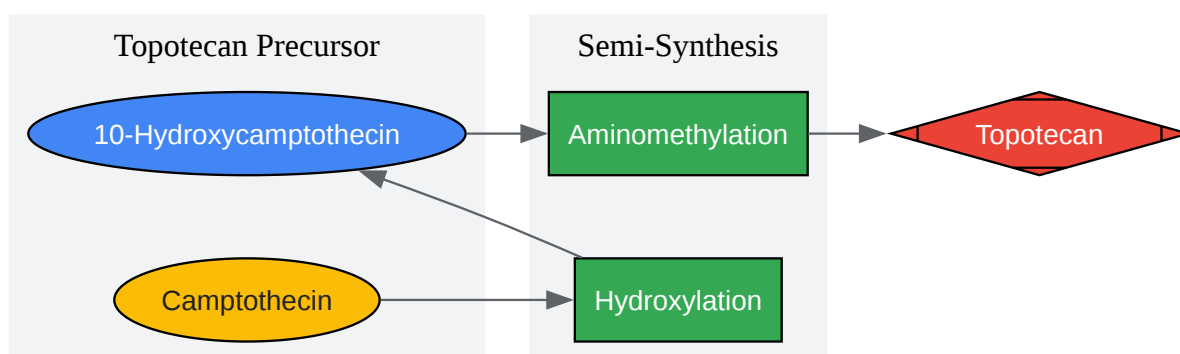 Topotecan Precursor
Semi-Synthesis
10-Hydroxycamptothecin
Aminomethylation
Topotecan
Camptothecin
Hydroxylation